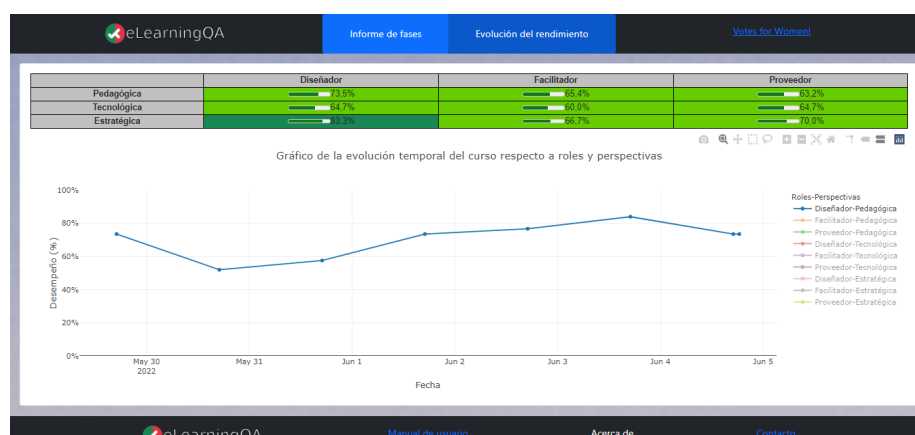 eLearningQA Informe de fases Evolución del rendimiento Votes for Women!
Diseñador Facilitador Proveedor
Pedagógica 73,5% 65,4% 63,2%
Tecnológica 64,7% 60,0% 64,7%
Estratégica 83,3% 66,7% 70,0%
Gráfico de la evolución temporal del curso respecto a roles y perspectivas
100%
80%
60%
40%
20%
0%
Desempeño (%)
May 30
2022
May 31
Jun 1
Jun 2
Jun 3
Jun 4
Jun 5
Fecha
Roles-Perspectivas
Diseñador-Pedagógica
Facilitador-Pedagógica
Proveedor-Pedagógica
Diseñador-Tecnológica
Facilitador-Tecnológica
Proveedor-Tecnológica
Diseñador-Estratégica
Facilitador-Estratégica
Proveedor-Estratégica
eLearningQA Manual de usuario Acerca de Contacto